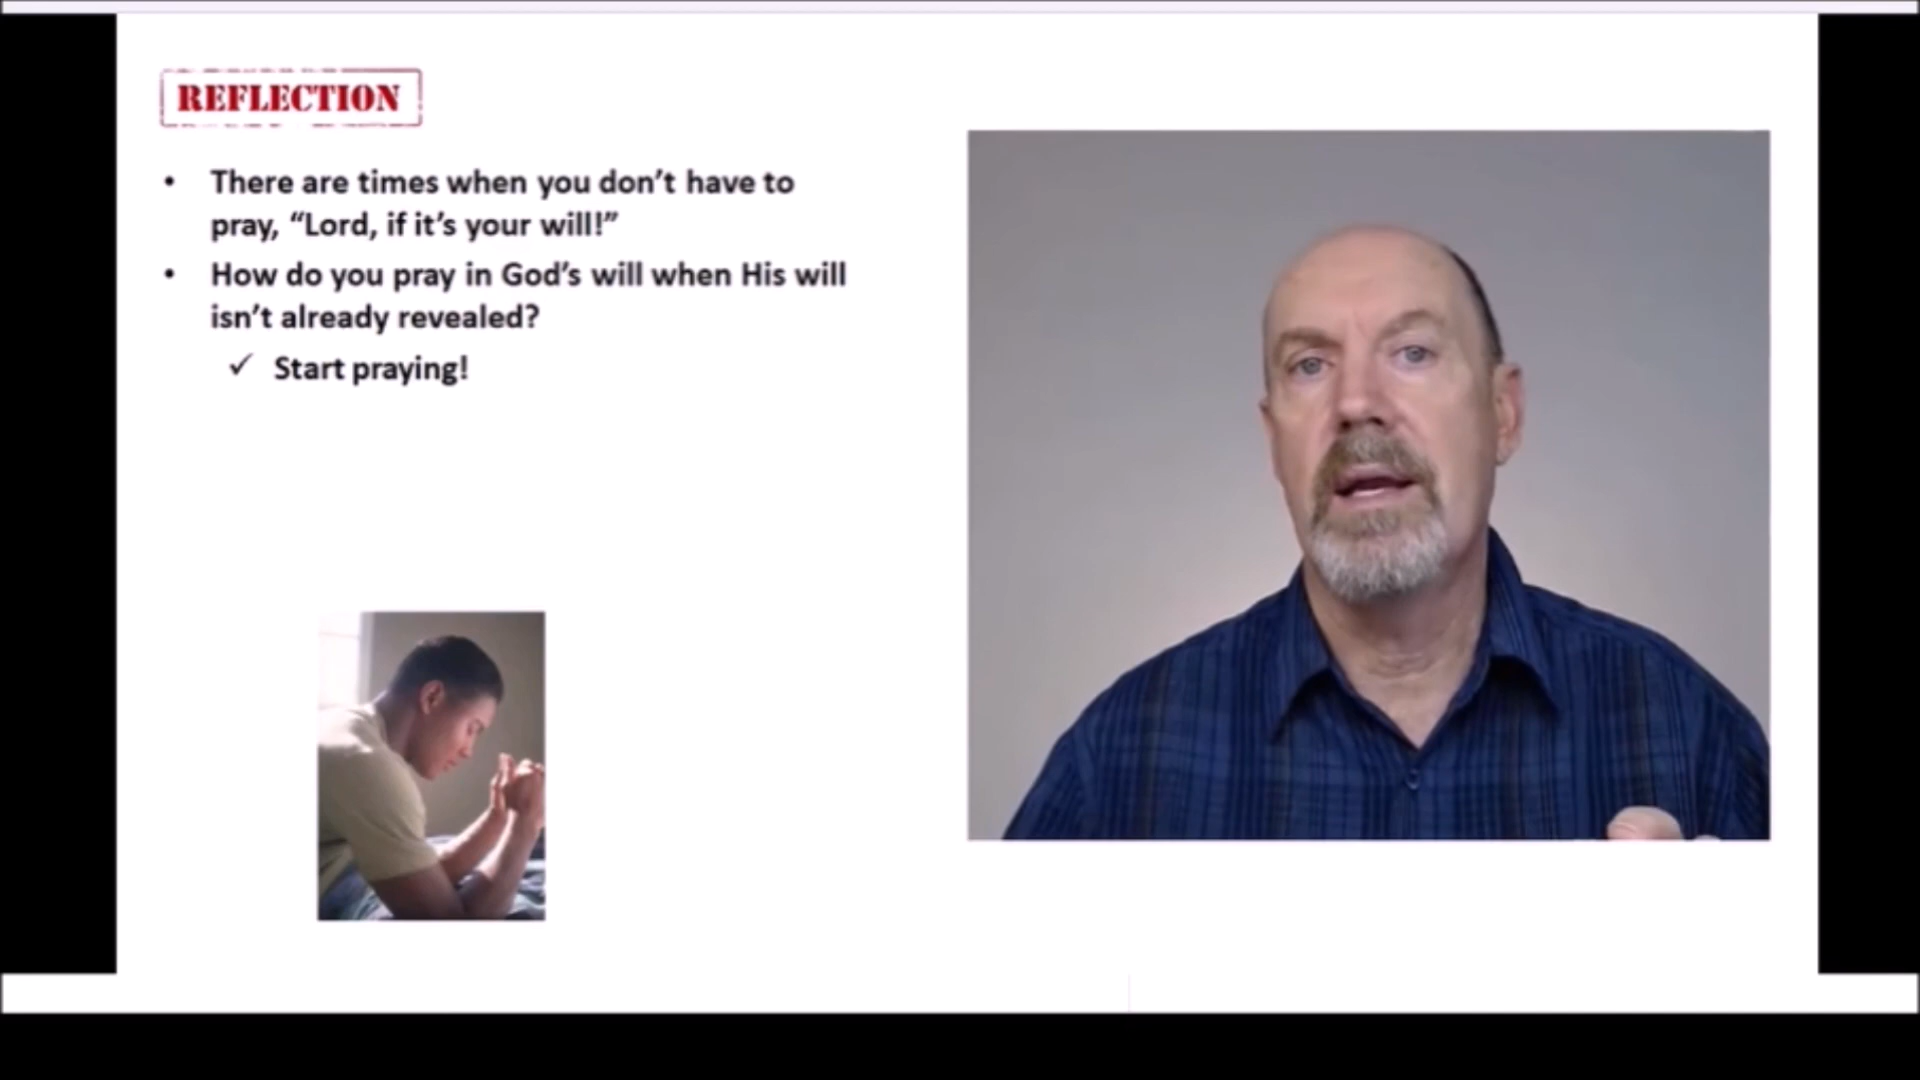 REFLECTION
• There are times when you don’t have to
pray, “Lord, if it’s your will!”
• How do you pray in God’s will when His will
isn’t already revealed?
✓ Start praying!